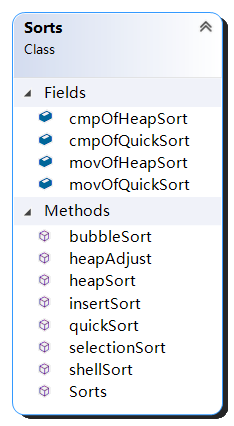 Sorts
Class
Fields
cmpOfHeapSort
cmpOfQuickSort
movOfHeapSort
movOfQuickSort
Methods
bubbleSort
heapAdjust
heapSort
insertSort
quickSort
selectionSort
shellSort
Sorts